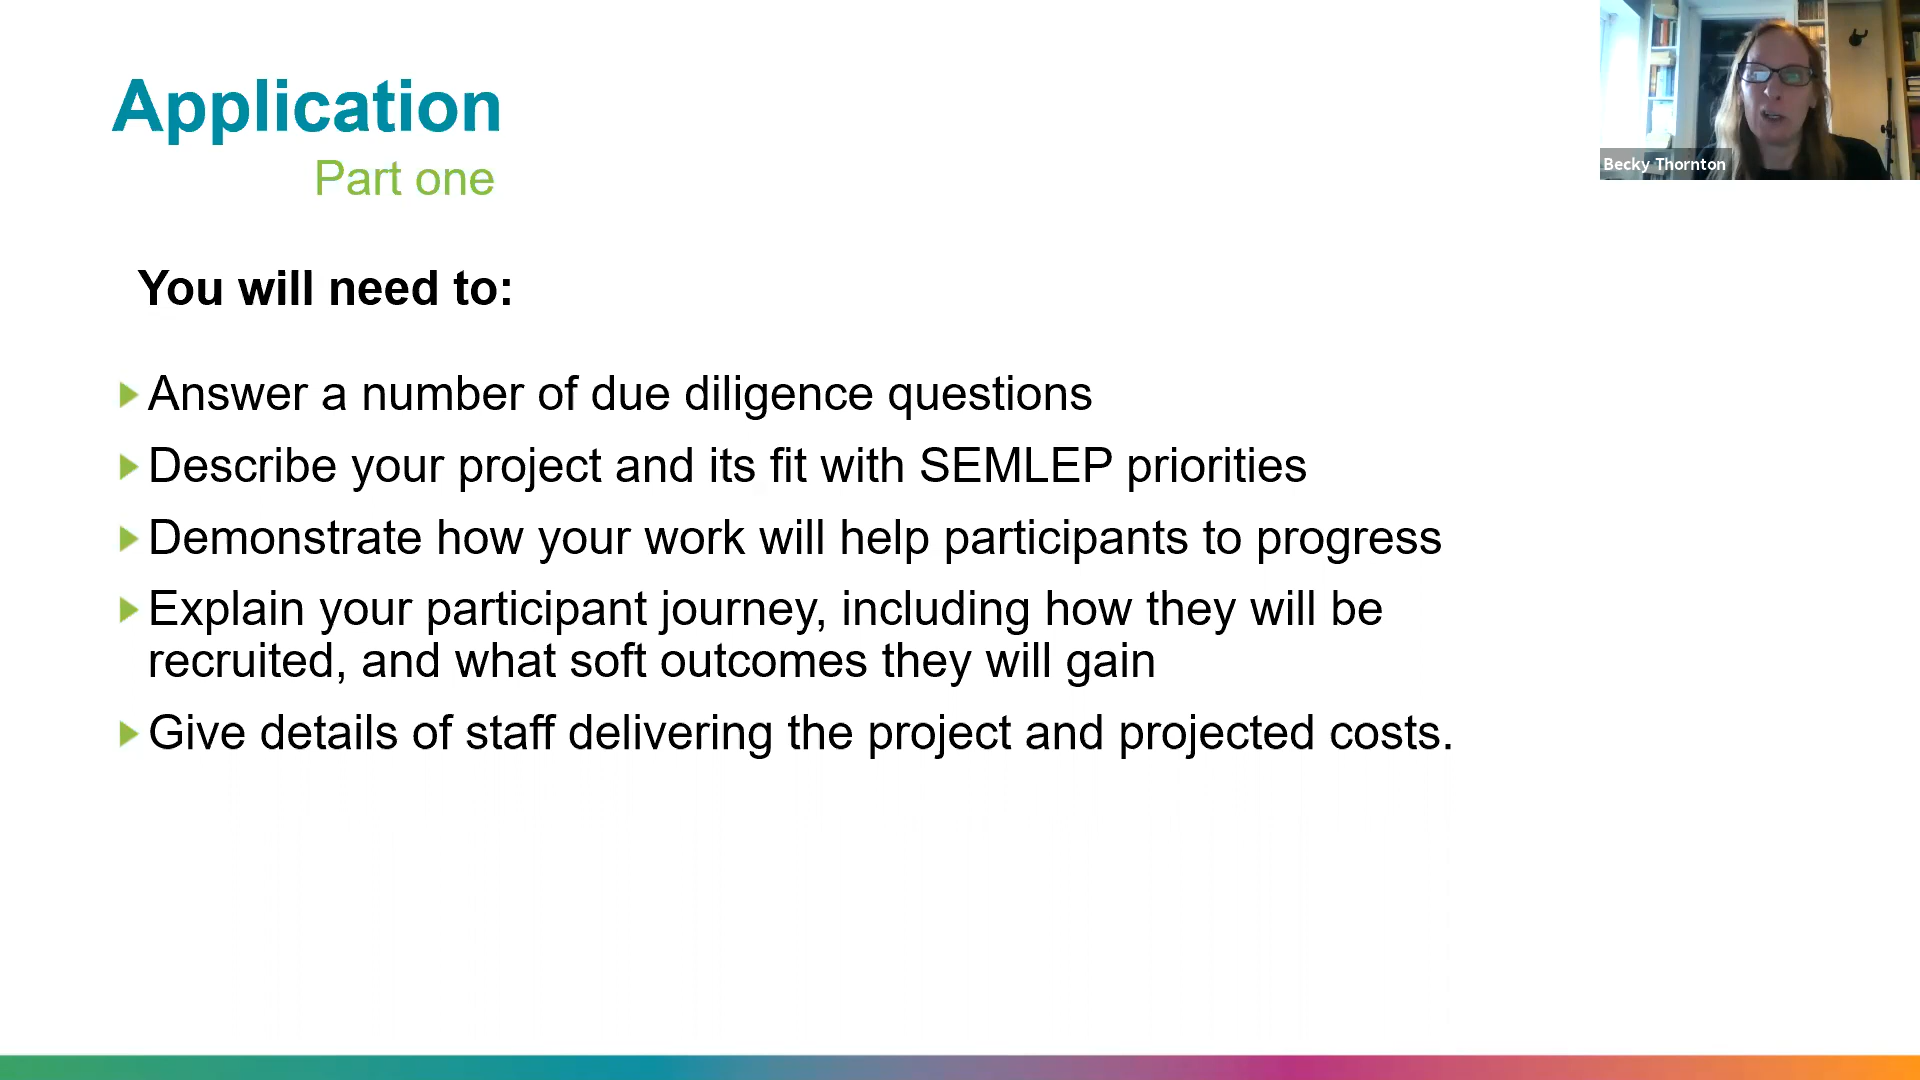 Application
Part one
Becky Thornton
You will need to:
Answer a number of due diligence questions
Describe your project and its fit with SEMLEP priorities
Demonstrate how your work will help participants to progress
Explain your participant journey, including how they will be
recruited, and what soft outcomes they will gain
Give details of staff delivering the project and projected costs.